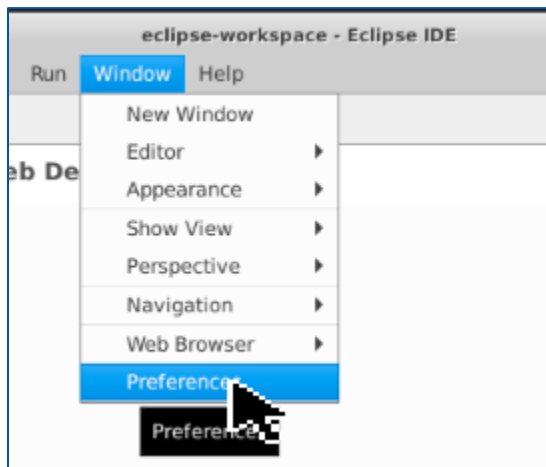 eclipse-workspace - Eclipse IDE
Run Window Help
New Window
Editor
eb De
Appearance
Show View
Perspective
Navigation
Web Browser
Preferences